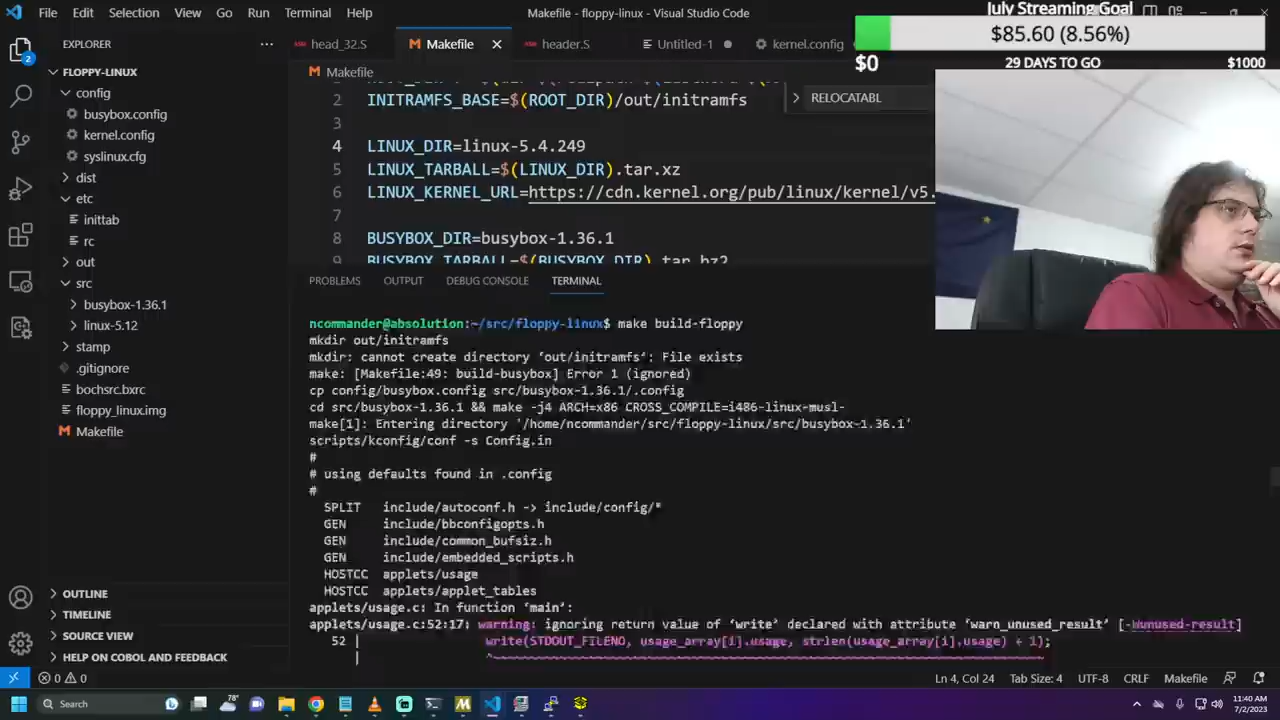 File Edit Selection View Go Run Terminal Help
Makefile - floppy-linux - Visual Studio Code
July Streaming Goal
$85.60 (8.56%)
$0 29 DAYS TO GO $1000
EXPLORER
head_32.S Makefile header.S Untitled-1 kernel.config
FLOPPY-LINUX
config
busybox.config
kernel.config
syslinux.cfg
dist
etc
inittab
rc
out
src
busybox-1.36.1
linux-5.12
stamp
.gitignore
bochsrc.bxrc
floppy_linux.img
Makefile
OUTLINE
TIMELINE
SOURCE VIEW
HELP ON COBOL AND FONTS
Makefile
RELOCATABL
2 INITRAMFS_BASE=$(ROOT_DIR)/out/initramfs
3
4 LINUX_DIR=linux-5.4.249
5 LINUX_TARBALL=$(LINUX_DIR).tar.xz
6 LINUX_KERNEL_URL=https://cdn.kernel.org/pub/linux/kernel/v5.
7
8 BUSYBOX_DIR=busybox-1.36.1
9 BUSYBOX_TARBALL=$(BUSYBOX_DIR).tar.bz2
PROBLEMS OUTPUT DEBUG CONSOLE TERMINAL
ncommander@absolution:~/src/floppy-linux$ make build-floppy
mkdir out/initramfs
mkdir: cannot create directory ‘out/initramfs’: File exists
make: [Makefile:49: build-busybox] Error 1 (ignored)
cp config/busybox.config src/busybox-1.36.1/.config
cd src/busybox-1.36.1 && make -j4 ARCH=x86 CROSS_COMPILE=i486-linux-musl-
make[1]: Entering directory '/home/ncommander/src/floppy-linux/src/busybox-1.36.1'
scripts/kconfig/conf -s Config.in
#
# using defaults found in .config
#
SPLIT include/autoconf.h -> include/config/*
GEN include/bbconfigopts.h
GEN include/common_bufsiz.h
GEN include/embedded_scripts.h
HOSTCC applets/usage
HOSTCC applets/applet_tables
applets/usage.c: In function ‘main’:
applets/usage.c:52:17: warning: ignoring return value of ‘write’ declared with attribute ‘warn_unused_result’ [-Wunused-result]
52 | write(STDOUT_FILENO, usage_array[i].usage, strlen(usage_array[i].usage) + 1);
| ^~~~~~~~~~~~~~~~~~~~~~~~~~~~~~~~~~~~~~~~~~~~~~~~~~~~~~~~~~~~~~~~~~~~~~~~~~~~
0 0 Ln 4, Col 24 Tab Size: 4 UTF-8 CRLF Makefile
Search 78° 11:40 AM
7/2/2023